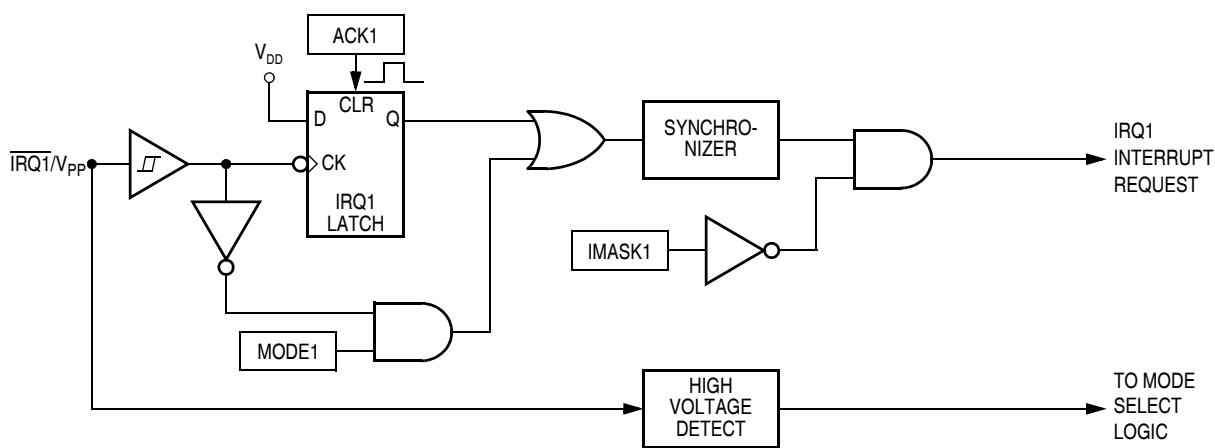 ACK1
V_DD
D
CLR
Q
CK
IRQ1
LATCH
I̅R̅Q̅1̅/V_PP
SYNCHRO-
NIZER
IRQ1
INTERRUPT
REQUEST
IMASK1
MODE1
HIGH
VOLTAGE
DETECT
TO MODE
SELECT
LOGIC